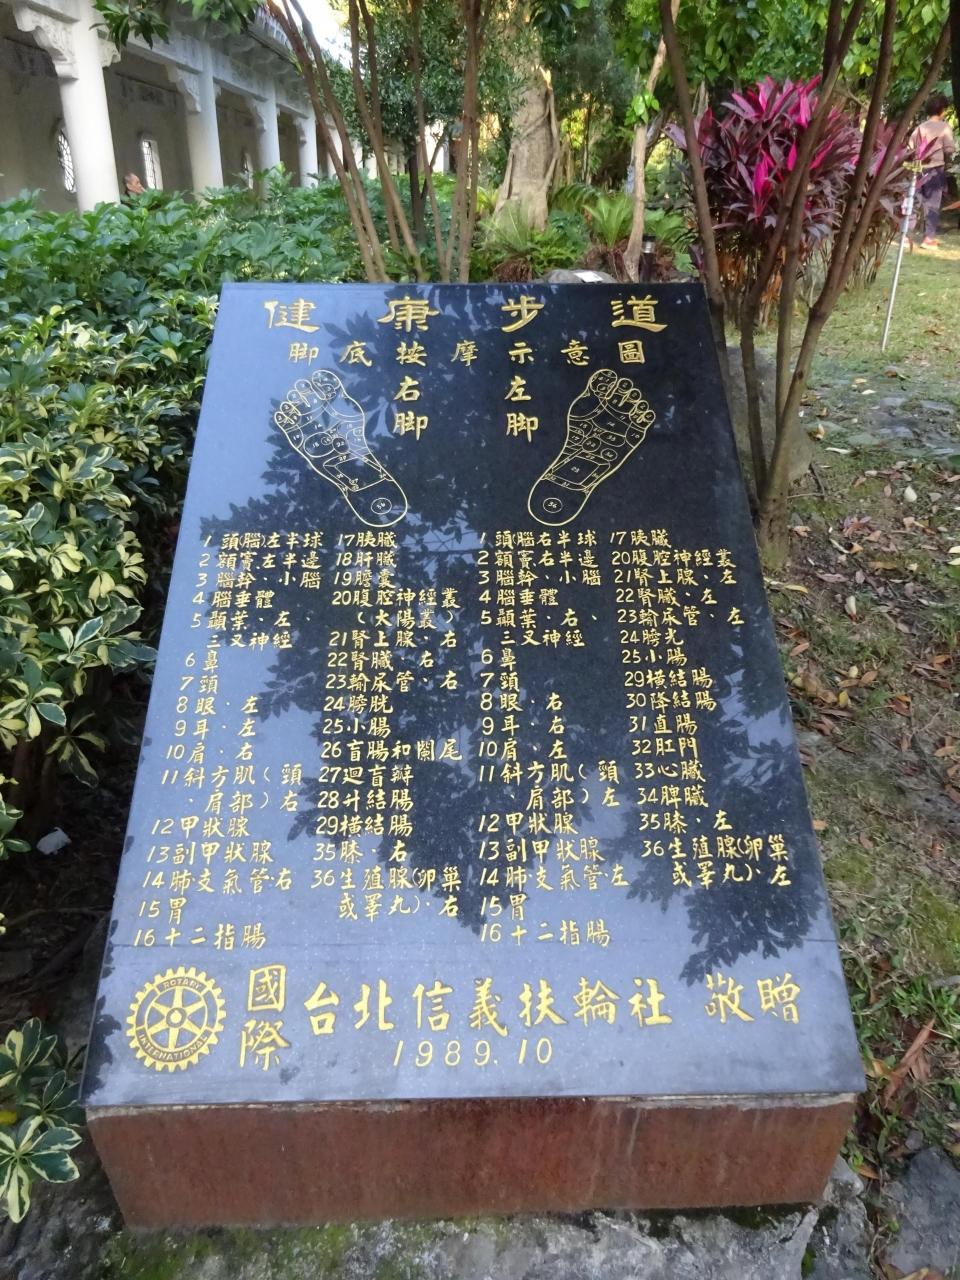 健康步道
脚底按摩示意圖
右脚
左脚
1 頭(腦)左半球
2 額竇左半邊
3 腦幹、小腦
4 腦垂體
5 顳葉、左、
三叉神經
6 鼻
7 頸
8 眼、左
9 耳、左
10 肩、右
11 斜方肌(頸
、肩部)右
12 甲狀腺
13 副甲狀腺
14 肺支氣管·右
15 胃
16 十二指腸
17 胰臟
18 肝臟
19 膽囊
20 腹腔神經叢
(太陽叢)
21 腎上腺、右
22 腎臟、右
23 輸尿管、右
24 膀胱
25 小腸
26 盲腸和闌尾
27 迴盲瓣
28 升結腸
29 橫結腸
35 膝、右
36 生殖腺(卵巢
或睪丸)、右
1 頭(腦右半球
2 額竇右半邊
3 腦幹、小腦
4 腦垂體
5 顳葉、右、
三叉神經
6 鼻
7 頸
8 眼、右
9 耳、右
10 肩、左
11 斜方肌(頸
、肩部)左
12 甲狀腺
13 副甲狀腺
14 肺支氣管·左
15 胃
16 十二指腸
17 胰臟
20 腹腔神經叢
21 腎上腺、左
22 腎臟、左
23 輸尿管、左
24 膀光
25 小腸
29 橫結腸
30 降結腸
31 直腸
32 肛門
33 心臟
34 脾臟
35 膝、左
36 生殖腺(卵巢
或睪丸)、左
ROTARY
INTERNATIONAL
國際台北信義扶輪社 敬贈
1989.10